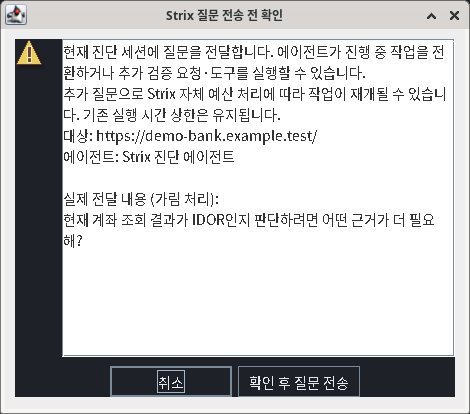 Strix 질문 전송 전 확인
현재 진단 세션에 질문을 전달합니다. 에이전트가 진행 중 작업을 전
환하거나 추가 검증 요청·도구를 실행할 수 있습니다.
추가 질문으로 Strix 자체 예산 처리에 따라 작업이 재개될 수 있습니
다. 기존 실행 시간 상한은 유지됩니다.
대상: https://demo-bank.example.test/
에이전트: Strix 진단 에이전트

실제 전달 내용 (가림 처리):
현재 계좌 조회 결과가 IDOR인지 판단하려면 어떤 근거가 더 필요
해?
취소
확인 후 질문 전송